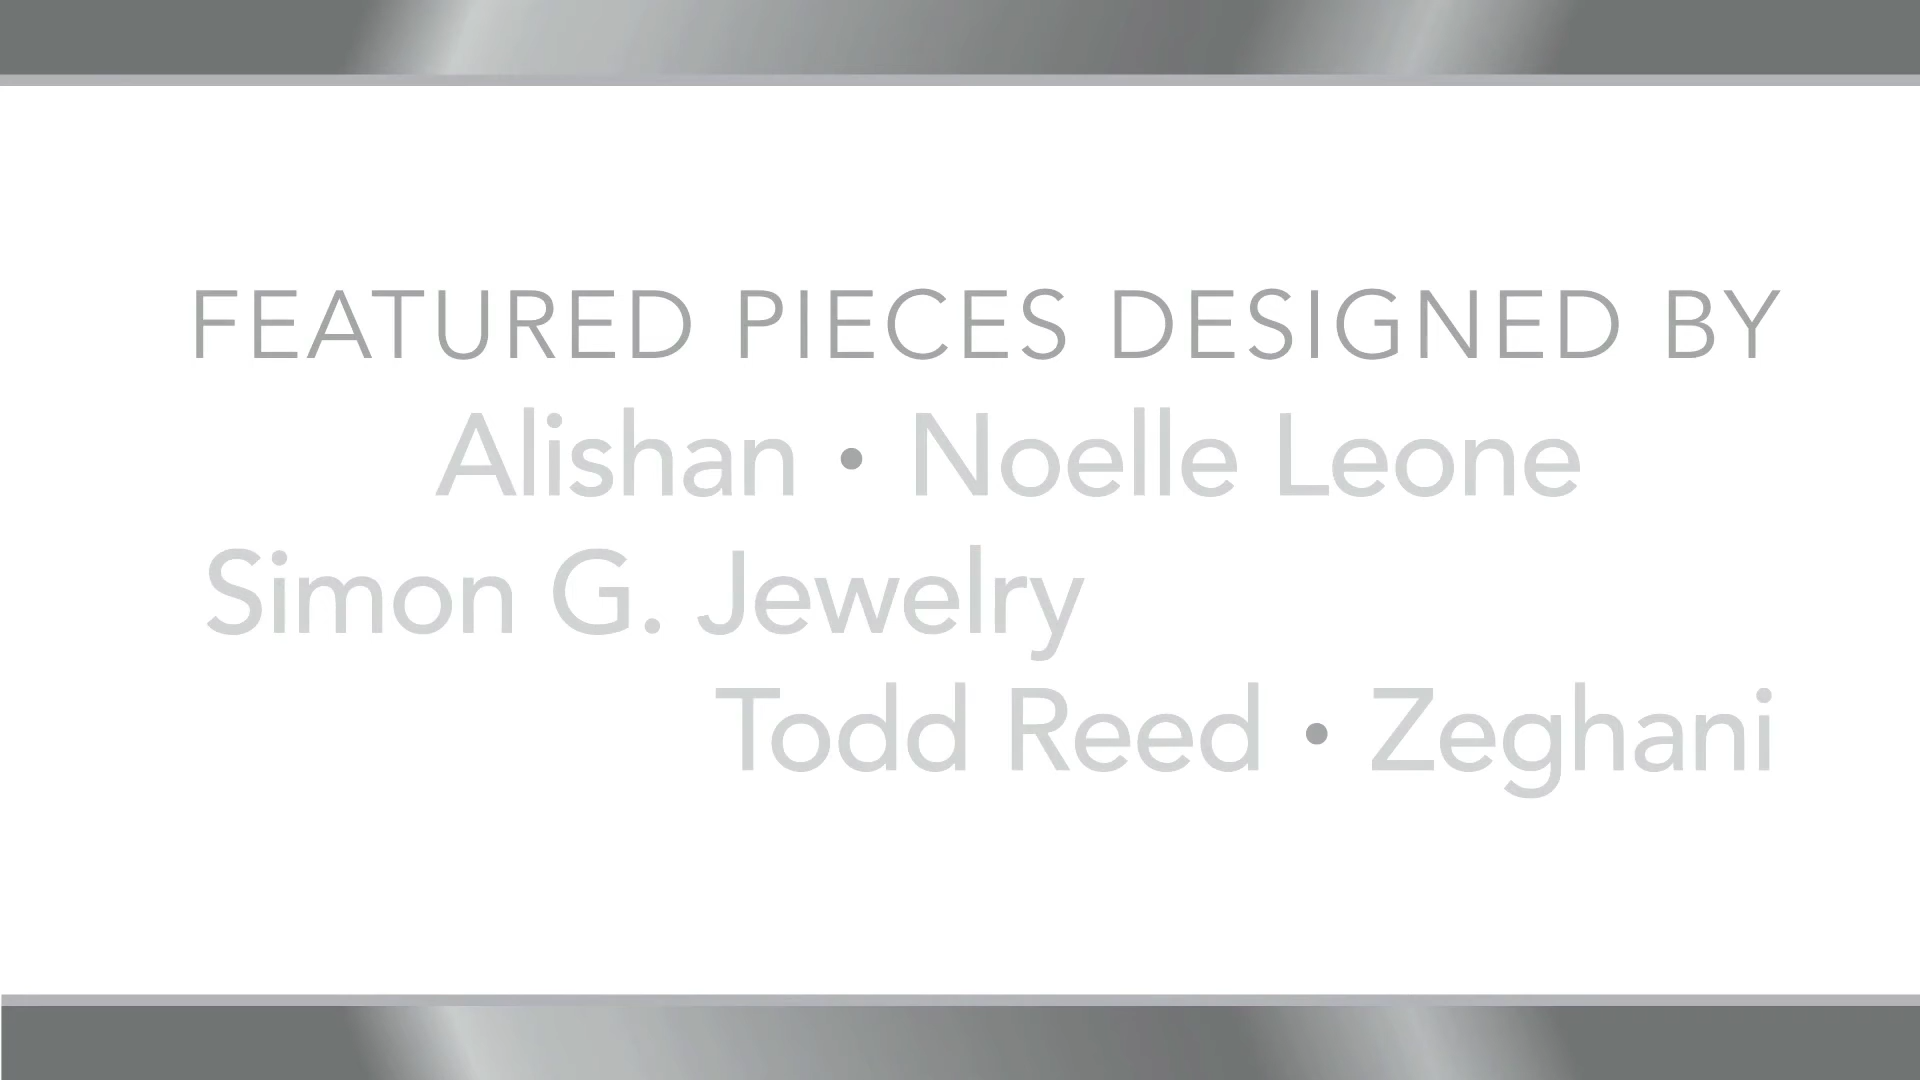 FEATURED PIECES DESIGNED BY
Alishan • Noelle Leone
Simon G. Jewelry
Todd Reed • Zeghani